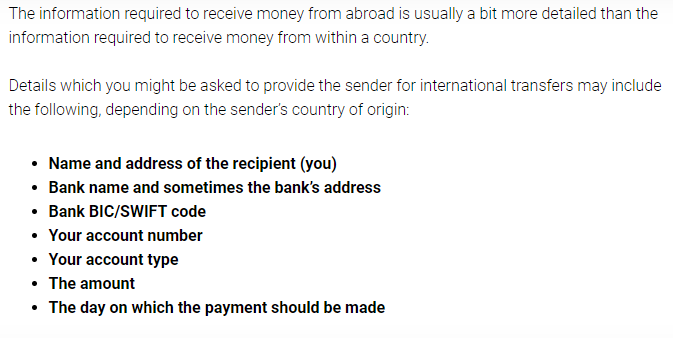 The information required to receive money from abroad is usually a bit more detailed than the
information required to receive money from within a country.
Details which you might be asked to provide the sender for international transfers may include
the following, depending on the sender's country of origin:
• Name and address of the recipient (you)
• Bank name and sometimes the bank's address
• Bank BIC/SWIFT code
• Your account number
• Your account type
• The amount
• The day on which the payment should be made